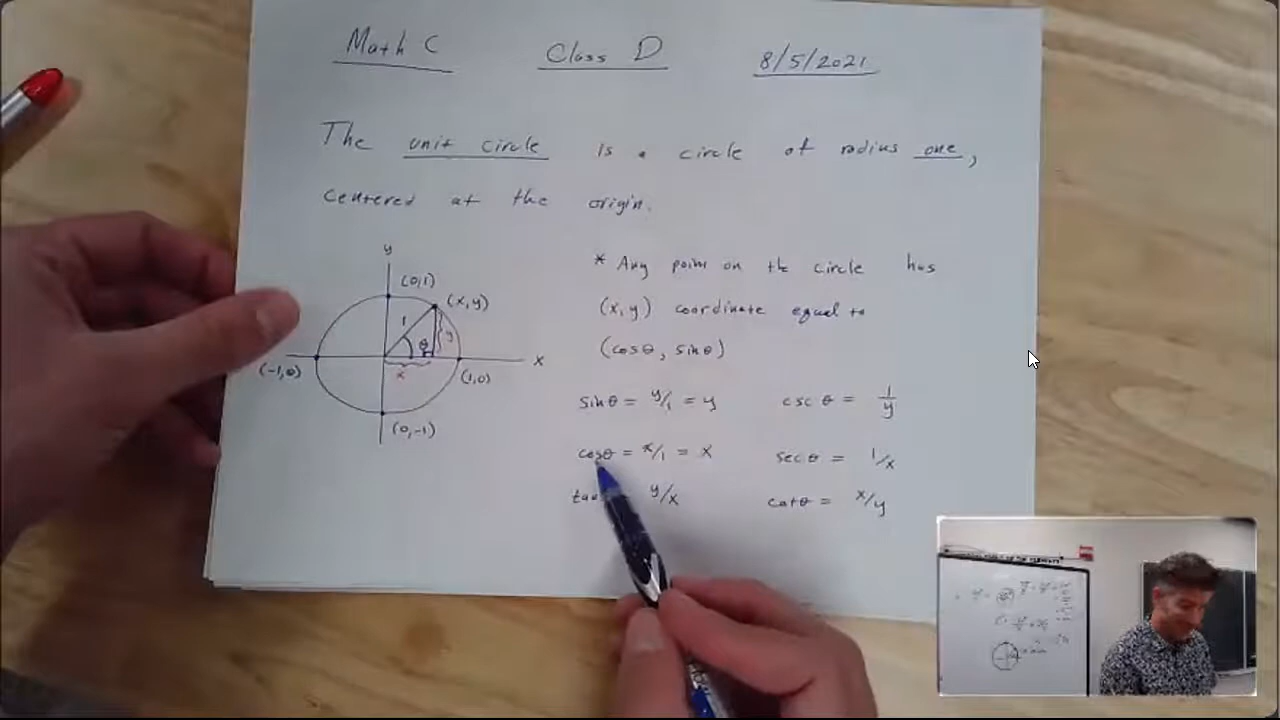 Math C Class D 8/5/2021
The unit circle is a circle of radius one,
centered at the origin.
y
(0,1)
(x,y)
1
θ
y
x
x
(-1,0)
(1,0)
(0,-1)
* Any point on the circle has
(x,y) coordinate equal to
(cosθ, sinθ)
sinθ = y/1 = y csc θ = 1/y
cosθ = x/1 = x sec θ = 1/x
y/x cotθ = x/y